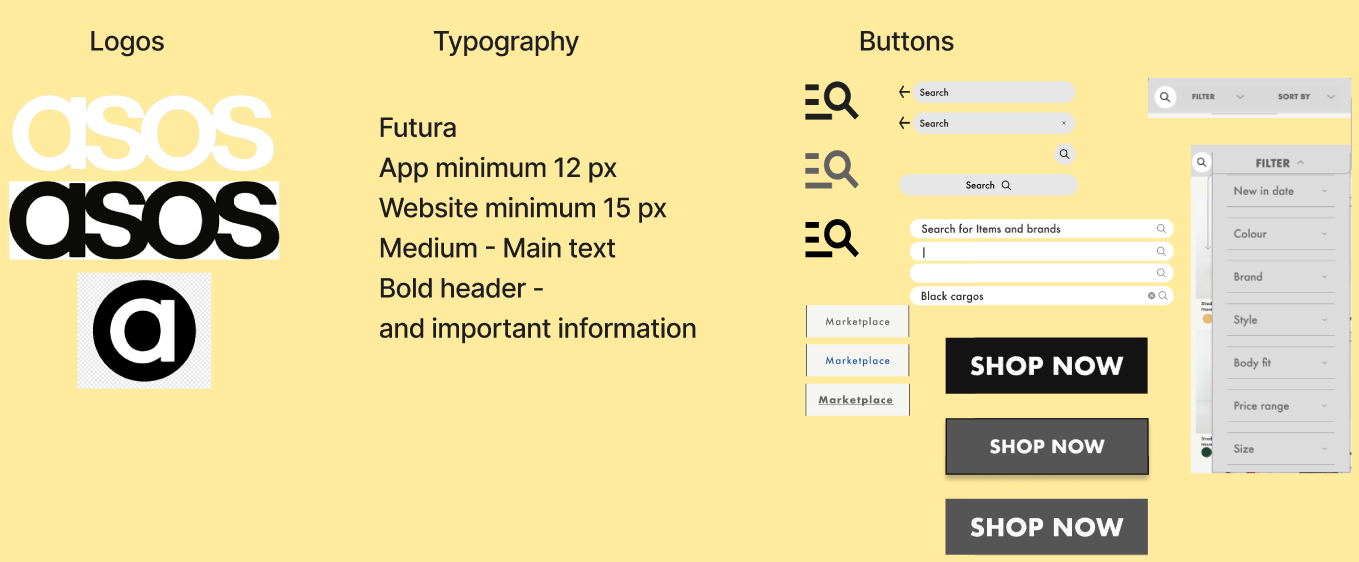 Logos
asos
asos
a
Typography
Futura
App minimum 12 px
Website minimum 15 px
Medium - Main text
Bold header -
and important information
Buttons
Search
Search
Search
Search for Items and brands
Black cargos
Marketplace
Marketplace
Marketplace
SHOP NOW
SHOP NOW
SHOP NOW
FILTER SORT BY
FILTER
New in date
Colour
Brand
Style
Body fit
Price range
Size